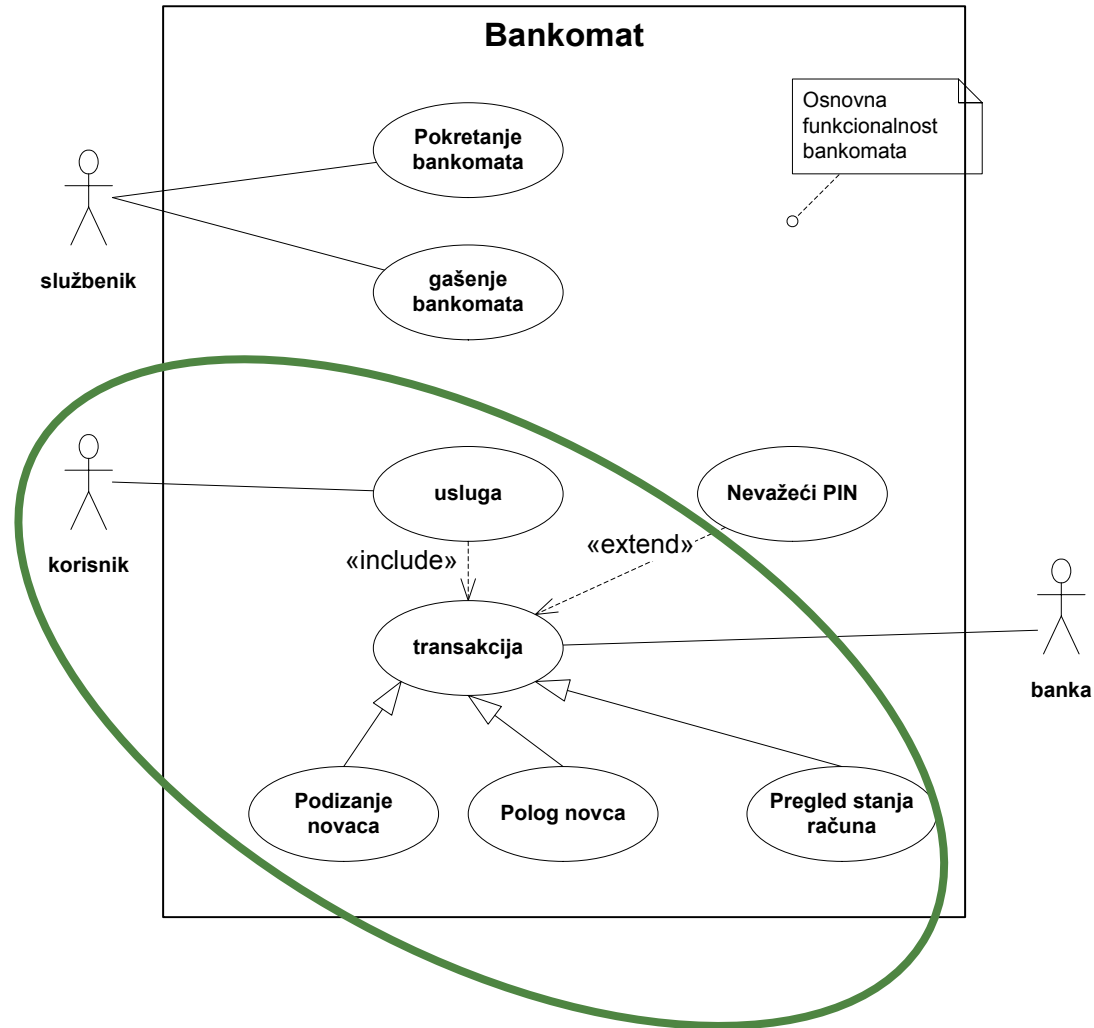 Bankomat
Osnovna
funkcionalnost
bankomata
Pokretanje
bankomata
službenik
gašenje
bankomata
korisnik
usluga
Nevažeći PIN
«include»
«extend»
transakcija
banka
Podizanje
novaca
Polog novca
Pregled stanja
računa